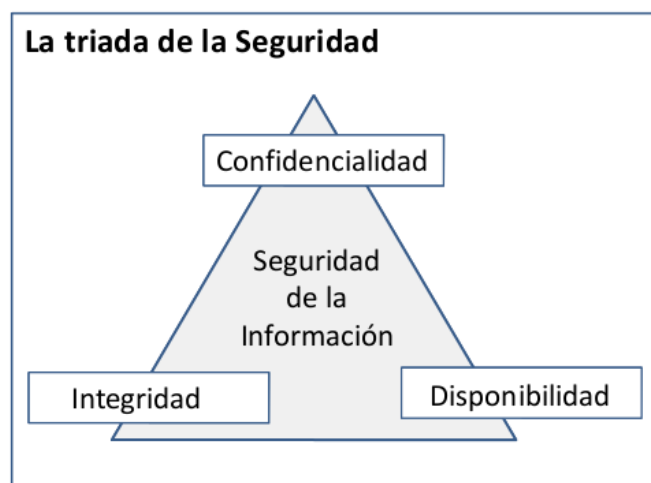 La triada de la Seguridad
Confidencialidad
Seguridad
de la
Información
Integridad
Disponibilidad